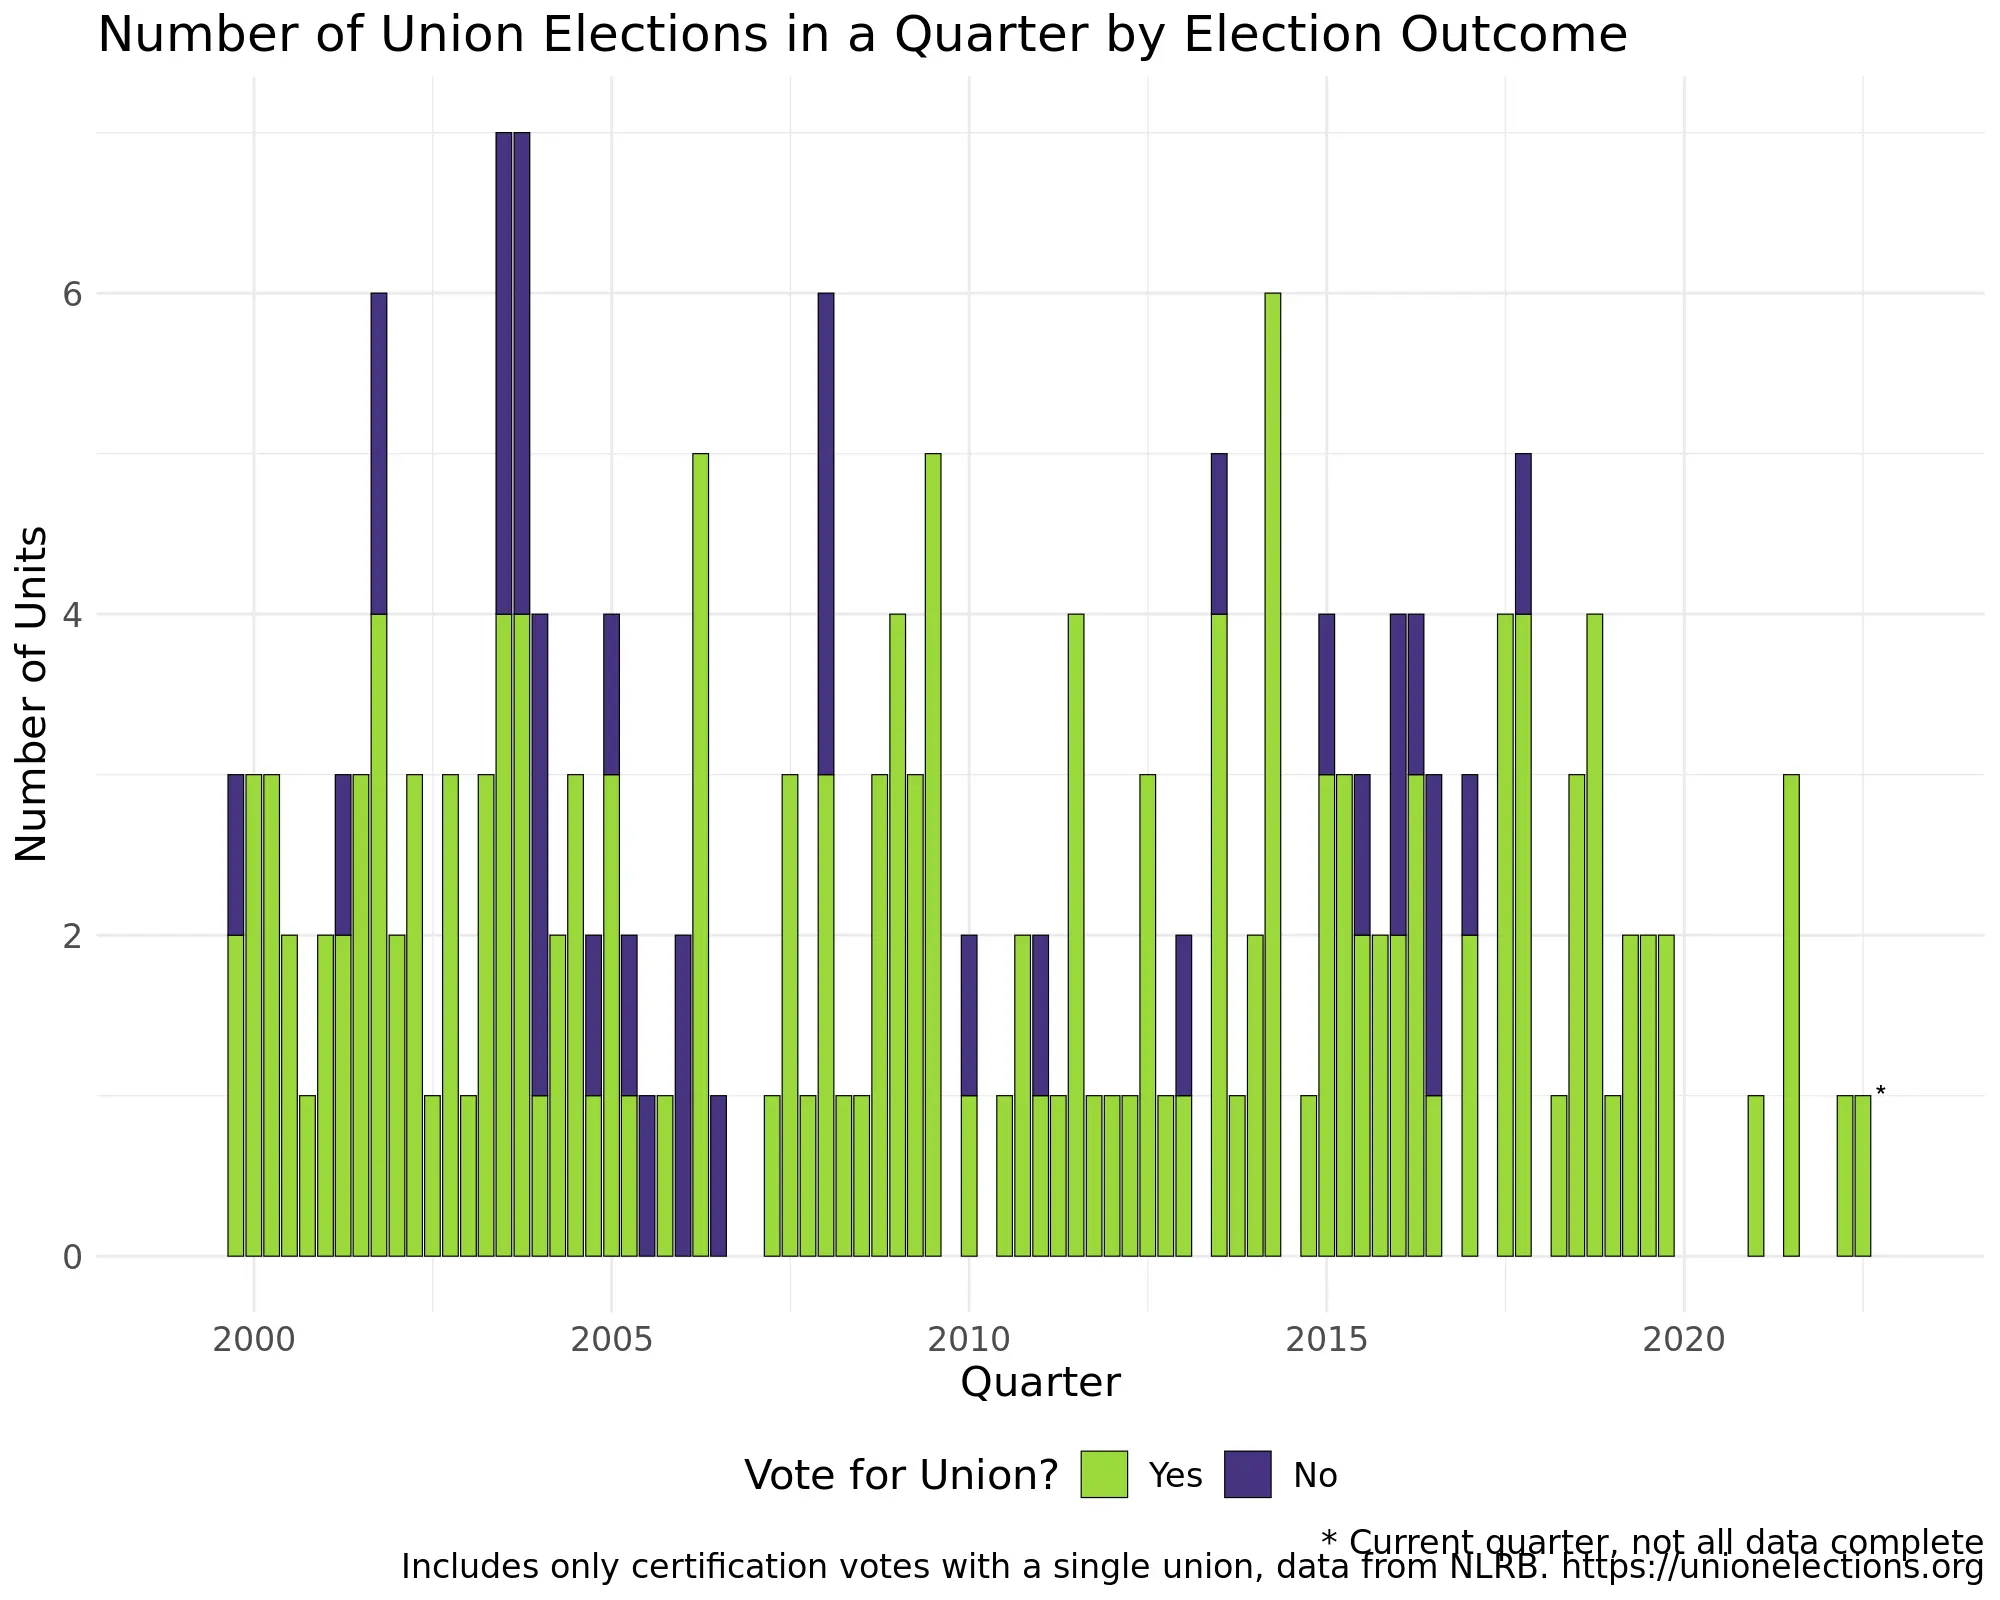 Number of Union Elections in a Quarter by Election Outcome
Number of Units
6
4
2
0
*
2000 2005 2010 2015 2020
Quarter
Vote for Union? Yes No
* Current quarter, not all data complete
Includes only certification votes with a single union, data from NLRB. https://unionelections.org